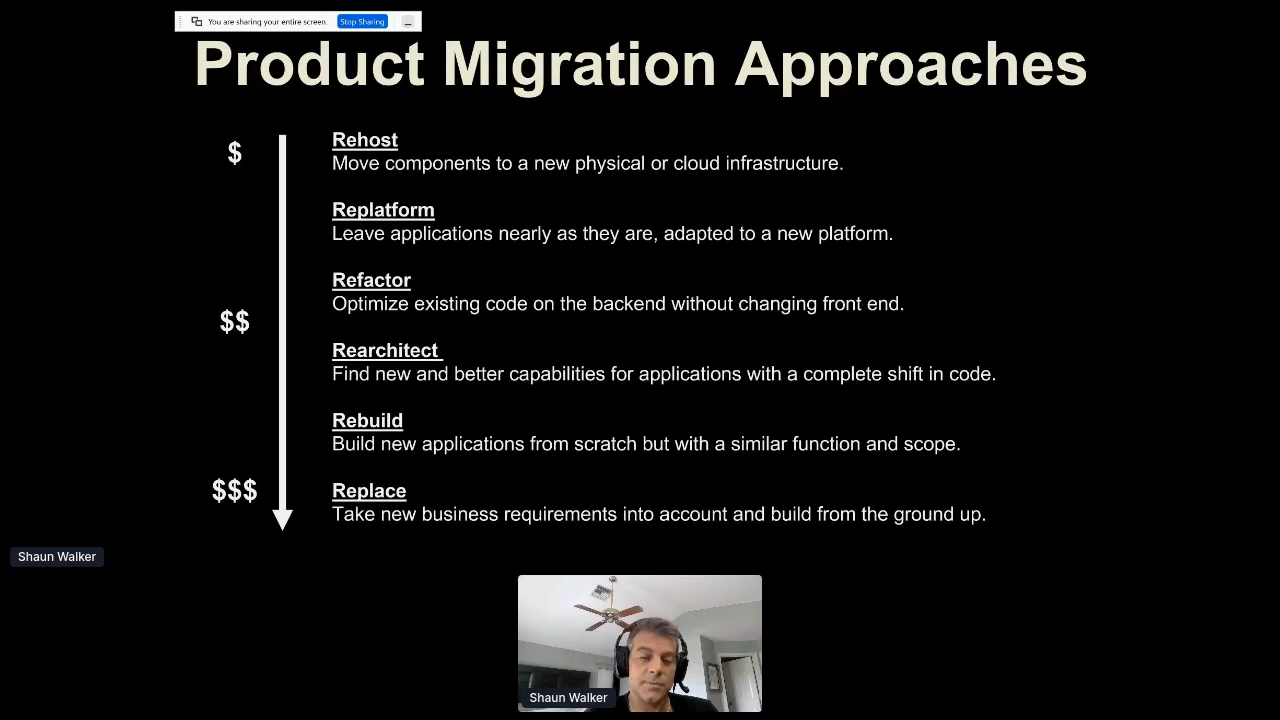 You are sharing your entire screen. Stop Sharing
Product Migration Approaches
$
Rehost
Move components to a new physical or cloud infrastructure.
Replatform
Leave applications nearly as they are, adapted to a new platform.
Refactor
Optimize existing code on the backend without changing front end.
$$
Rearchitect
Find new and better capabilities for applications with a complete shift in code.
Rebuild
Build new applications from scratch but with a similar function and scope.
$$$
Replace
Take new business requirements into account and build from the ground up.
Shaun Walker
Shaun Walker